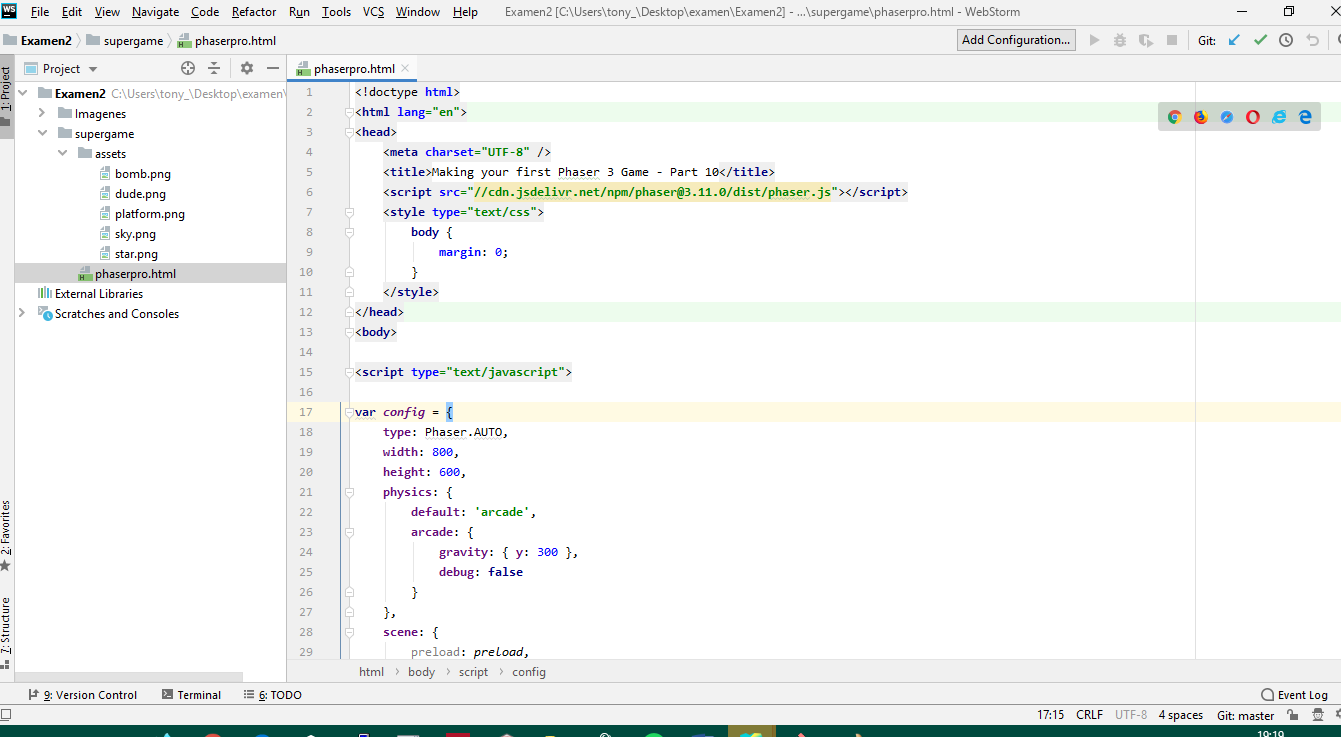 WS File Edit View Navigate Code Refactor Run Tools VCS Window Help Examen2 [C:\Users\tony_\Desktop\examen\Examen2] - ...\supergame\phaserpro.html - WebStorm
Examen2 supergame phaserpro.html Add Configuration... Git:
1: Project
Project
phaserpro.html
Examen2 C:\Users\tony_\Desktop\examen\
Imagenes
supergame
assets
bomb.png
dude.png
platform.png
sky.png
star.png
phaserpro.html
External Libraries
Scratches and Consoles
2: Favorites
7: Structure
1 <!doctype html>
2 <html lang="en">
3 <head>
4 <meta charset="UTF-8" />
5 <title>Making your first Phaser 3 Game - Part 10</title>
6 <script src="//cdn.jsdelivr.net/npm/phaser@3.11.0/dist/phaser.js"></script>
7 <style type="text/css">
8 body {
9 margin: 0;
10 }
11 </style>
12 </head>
13 <body>
14
15 <script type="text/javascript">
16
17 var config = {
18 type: Phaser.AUTO,
19 width: 800,
20 height: 600,
21 physics: {
22 default: 'arcade',
23 arcade: {
24 gravity: { y: 300 },
25 debug: false
26 }
27 },
28 scene: {
29 preload: preload,
html body script config
9: Version Control Terminal 6: TODO Event Log
17:15 CRLF UTF-8 4 spaces Git: master
19:19